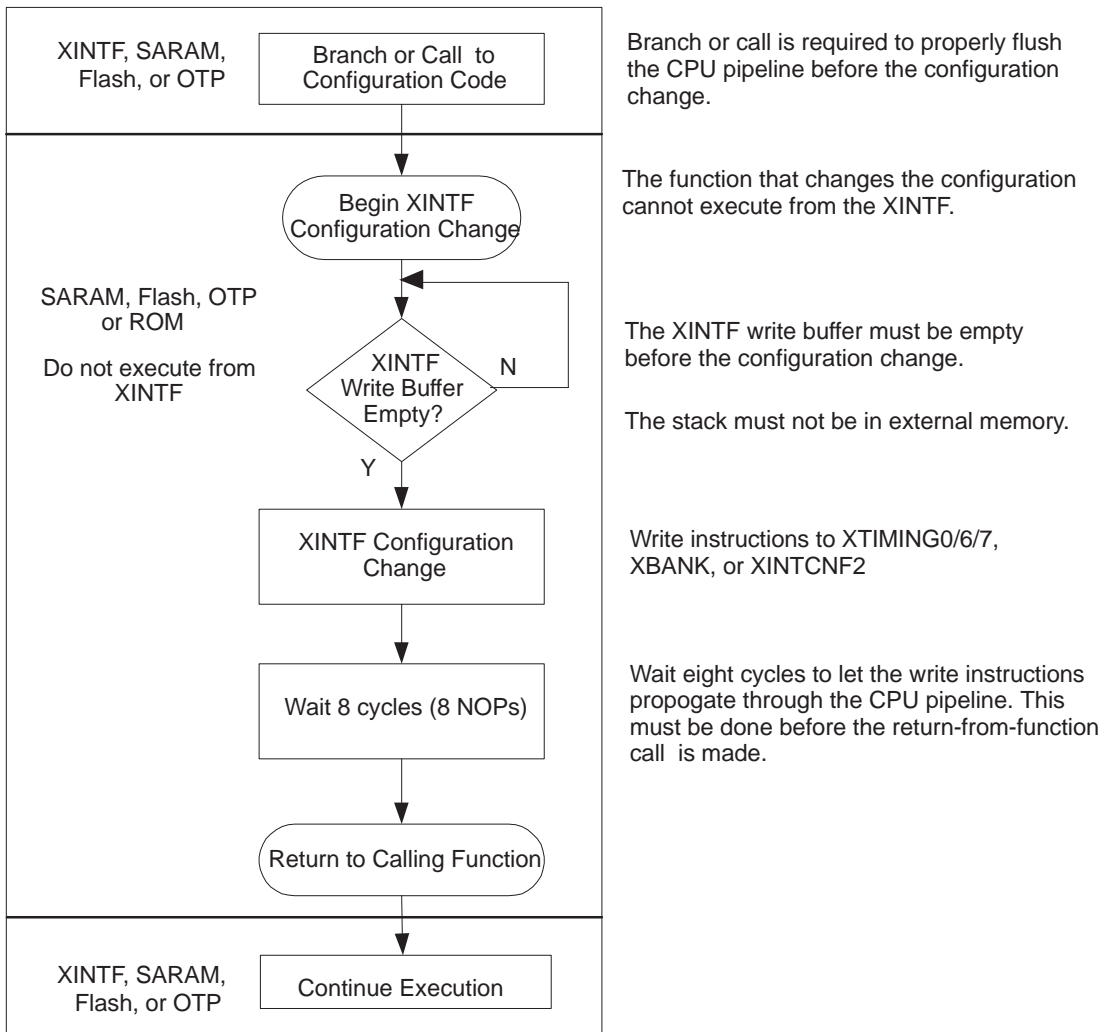 XINTF, SARAM,
Flash, or OTP
Branch or Call to
Configuration Code
Branch or call is required to properly flush
the CPU pipeline before the configuration
change.
Begin XINTF
Configuration Change
The function that changes the configuration
cannot execute from the XINTF.
SARAM, Flash, OTP
or ROM
Do not execute from
XINTF
XINTF
Write Buffer
Empty?
N
Y
The XINTF write buffer must be empty
before the configuration change.
The stack must not be in external memory.
XINTF Configuration
Change
Write instructions to XTIMING0/6/7,
XBANK, or XINTCNF2
Wait 8 cycles (8 NOPs)
Wait eight cycles to let the write instructions
propogate through the CPU pipeline. This
must be done before the return-from-function
call is made.
Return to Calling Function
XINTF, SARAM,
Flash, or OTP
Continue Execution